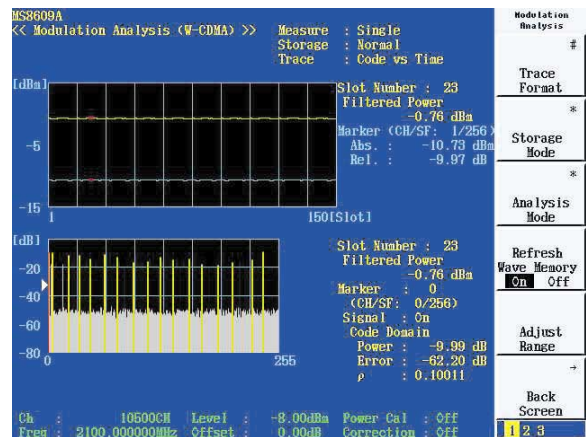 MS8609A
<< Modulation Analysis (W-CDMA) >>
Measure : Single
Storage : Normal
Trace : Code vs Time
[dBm]
-5
-15
1
150[Slot]
Slot Number : 23
Filtered Power
-0.76 dBm
Marker (CH/SF: 1/256)
Abs. : -10.73 dBm
Rel. : -9.97 dB
[dB]
-20
-40
-60
-80
0
255
Slot Number : 23
Filtered Power
-0.76 dBm
Marker : 0
(CH/SF: 0/256)
Signal : On
Code Domain
Power : -9.99 dB
Error : -62.20 dB
ρ : 0.10011
Ch : 10500CH Level : -8.00dBm Power Cal : Off
Freq : 2100.000000MHz Offset : 0.00dB Correction : Off
Modulation
Analysis
#
Trace
Format
*
Storage
Mode
*
Analysis
Mode
Refresh
Wave Memory
On Off
Adjust
Range
→
Back
Screen
1 2 3